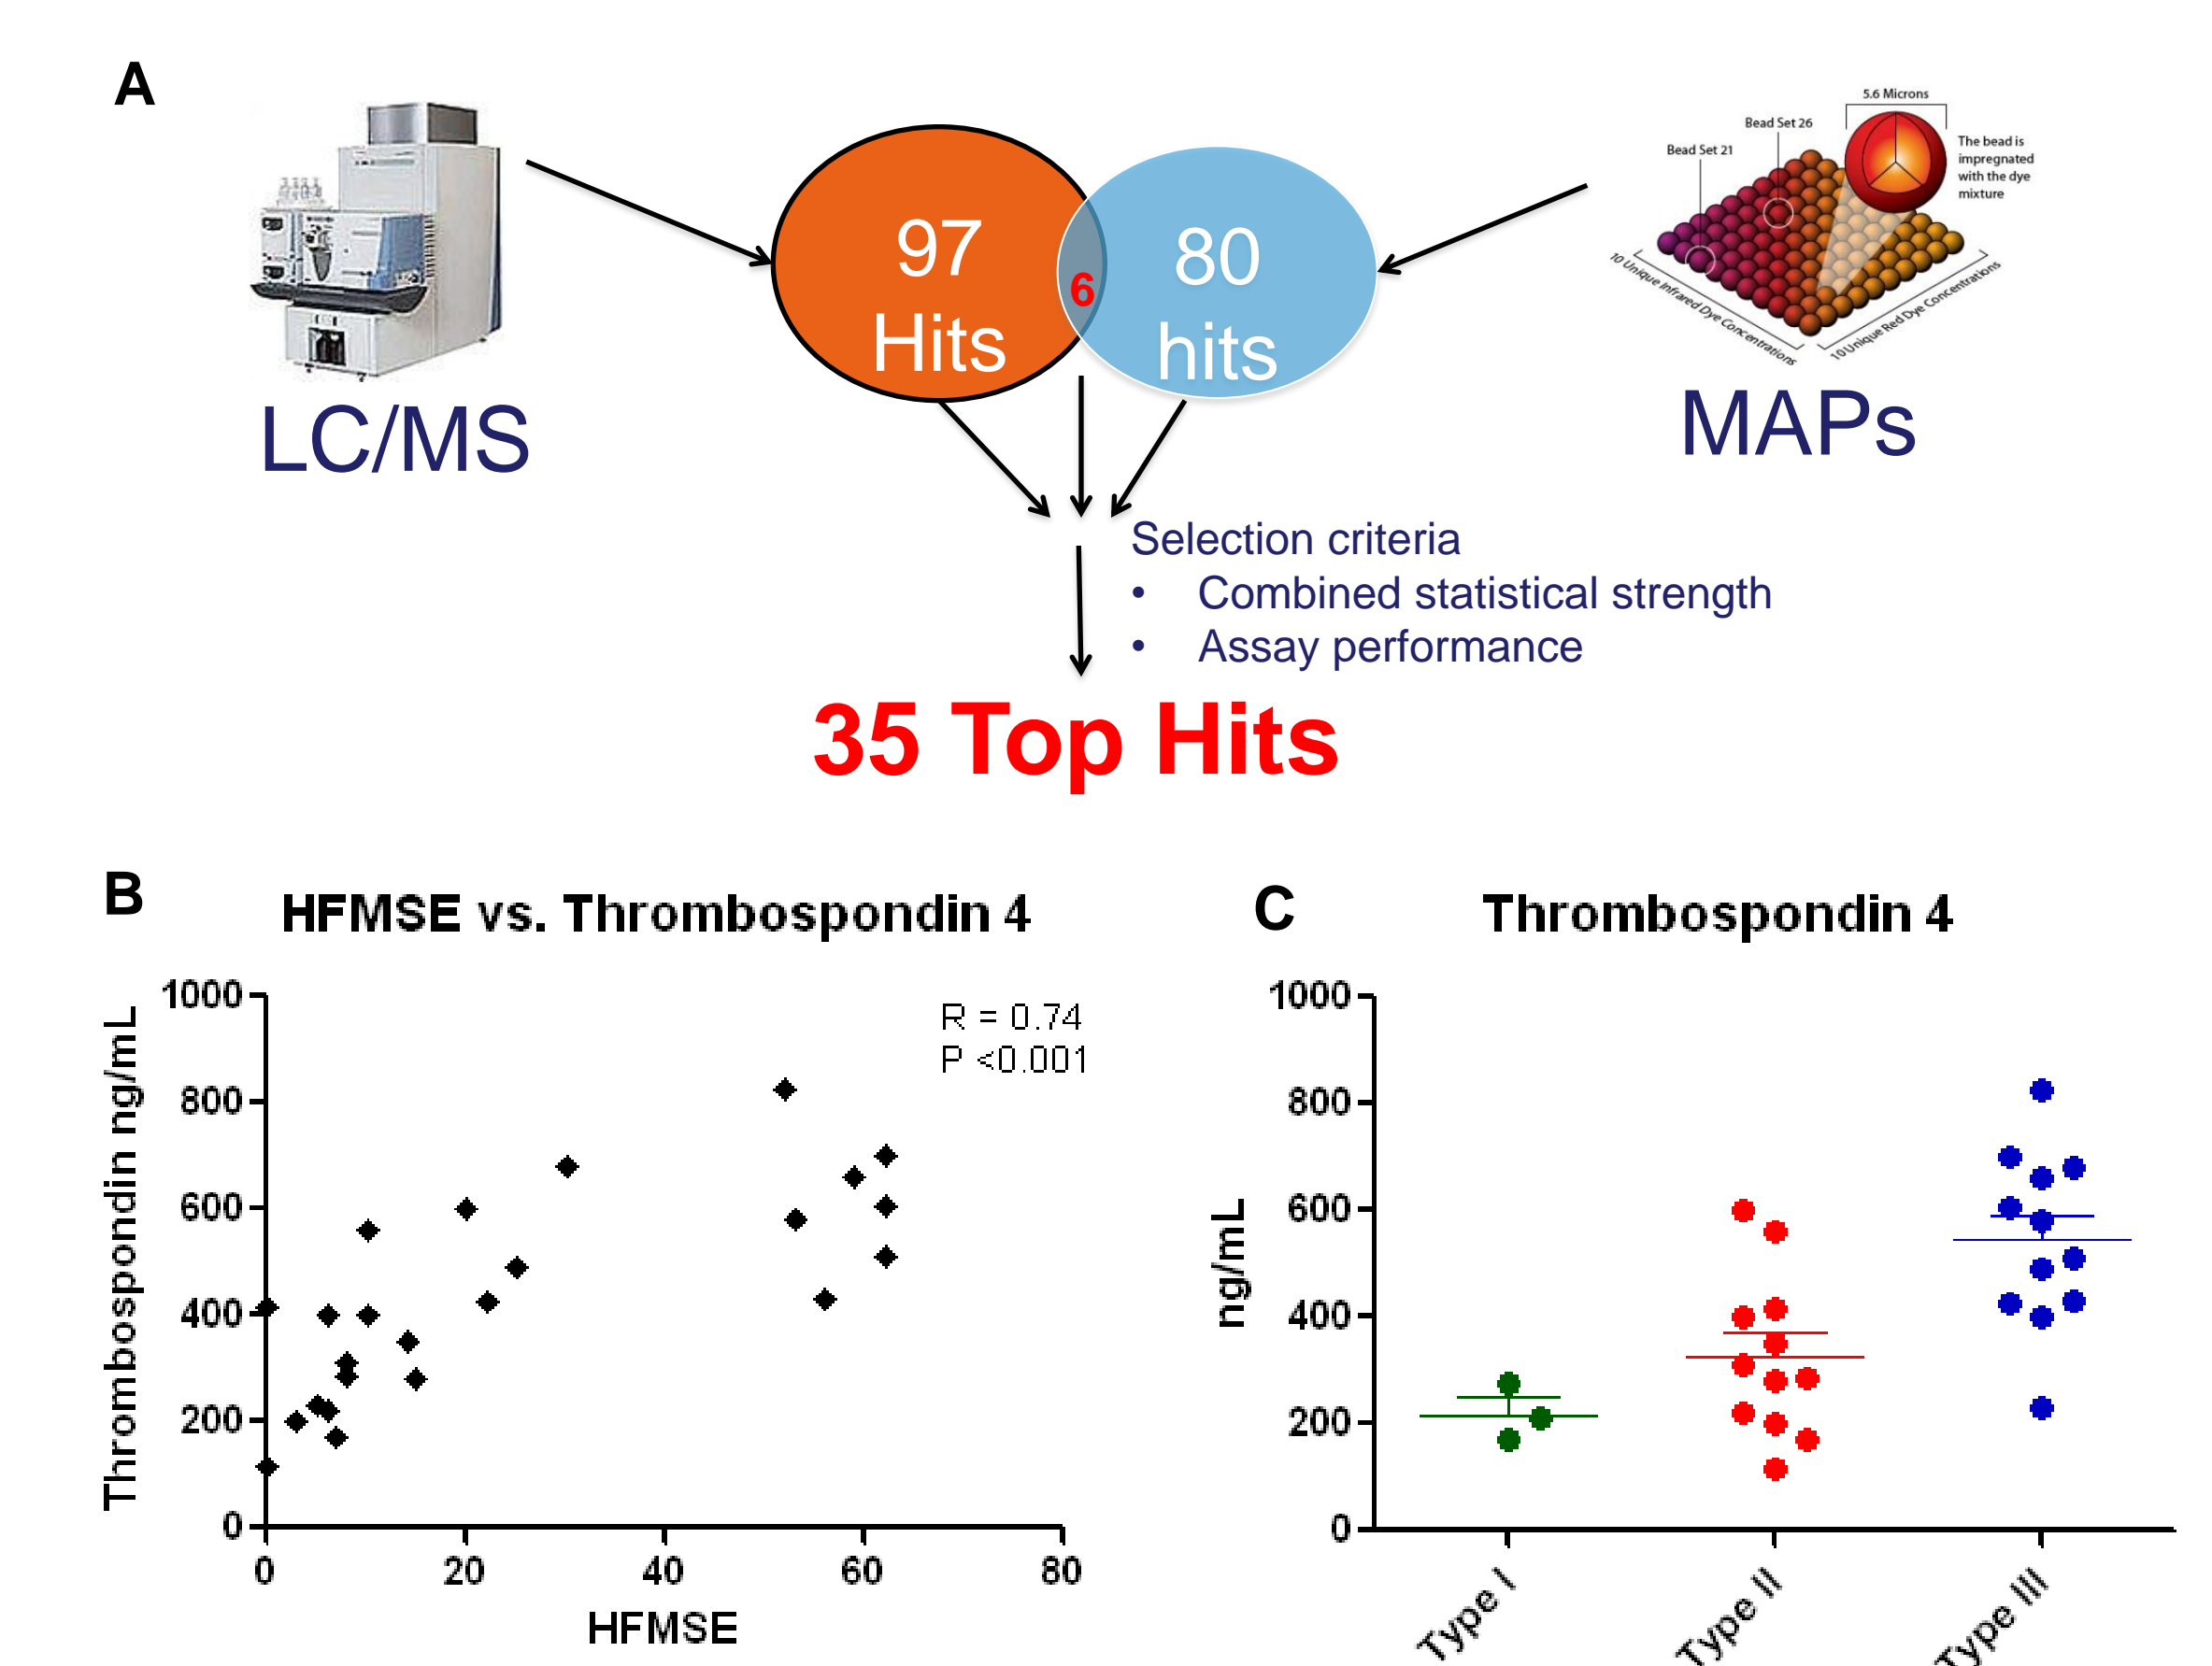 A
5.6 Microns
Bead Set 26
Bead Set 21
The bead is
impregnated
with the dye
mixture
10 Unique Infrared Dye Concentrations
10 Unique Red Dye Concentrations
97
Hits
6
80
hits
LC/MS
MAPs
Selection criteria
• Combined statistical strength
• Assay performance
35 Top Hits
B
HFMSE vs. Thrombospondin 4
R = 0.74
P <0.001
Thrombospondin ng/mL
1000
800
600
400
200
0
0 20 40 60 80
HFMSE
C
Thrombospondin 4
ng/mL
1000
800
600
400
200
0
Type I
Type II
Type III